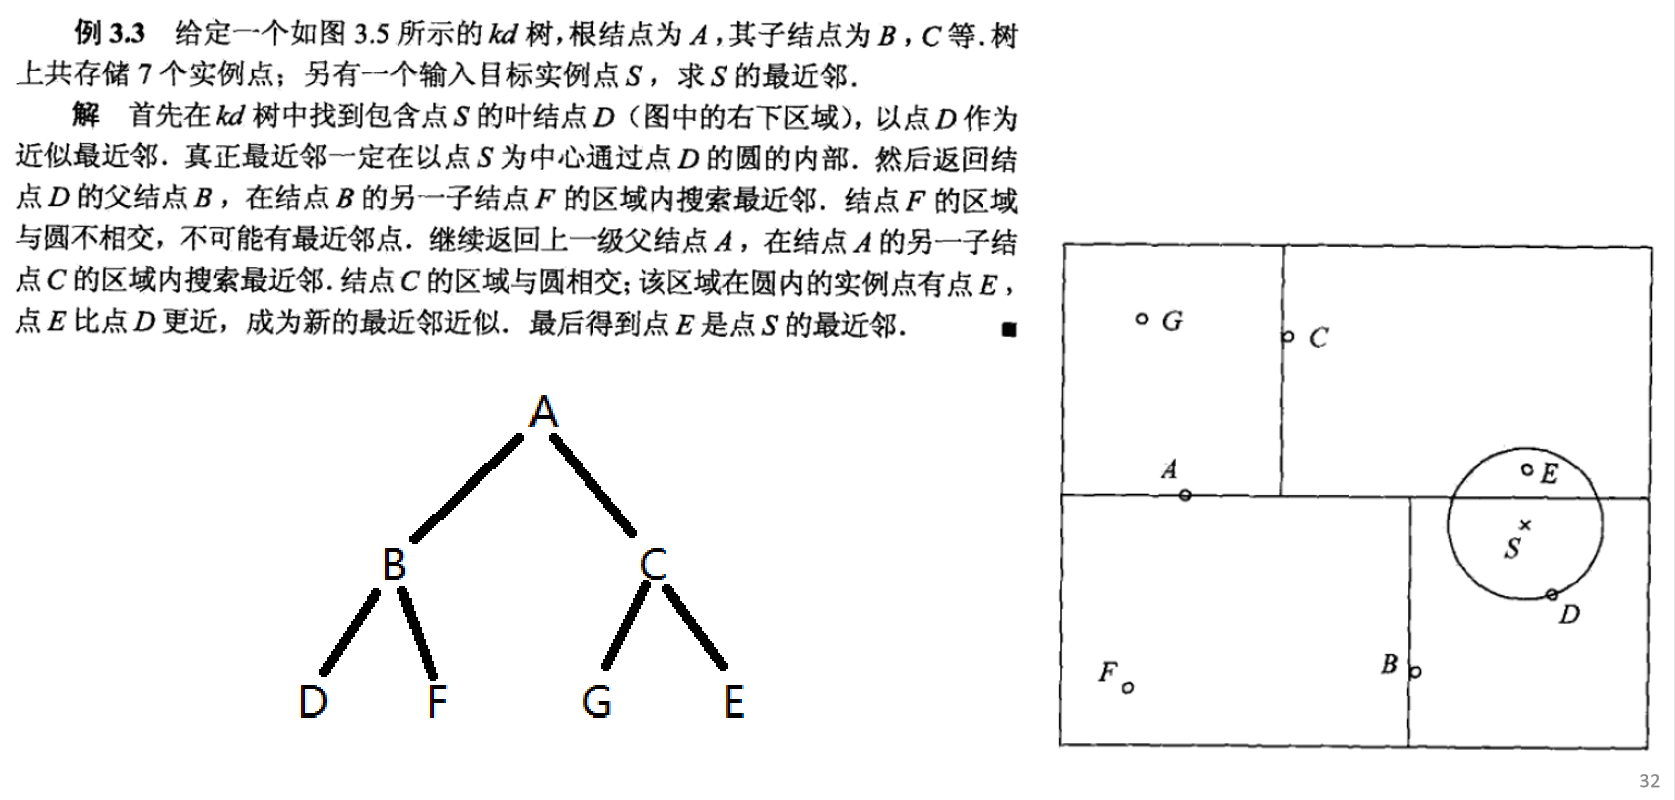 例 3.3 给定一个如图 3.5 所示的 kd 树,根结点为 A,其子结点为 B,C 等.树
上共存储 7 个实例点;另有一个输入目标实例点 S,求 S 的最近邻.
解 首先在 kd 树中找到包含点 S 的叶结点 D(图中的右下区域),以点 D 作为
近似最近邻.真正最近邻一定在以点 S 为中心通过点 D 的圆的内部.然后返回结
点 D 的父结点 B,在结点 B 的另一子结点 F 的区域内搜索最近邻.结点 F 的区域
与圆不相交,不可能有最近邻点.继续返回上一级父结点 A,在结点 A 的另一子结
点 C 的区域内搜索最近邻.结点 C 的区域与圆相交;该区域在圆内的实例点有点 E,
点 E 比点 D 更近,成为新的最近邻近似.最后得到点 E 是点 S 的最近邻. ■
A
B C
D F G E
G
C
A
E
S
D
B
F
32